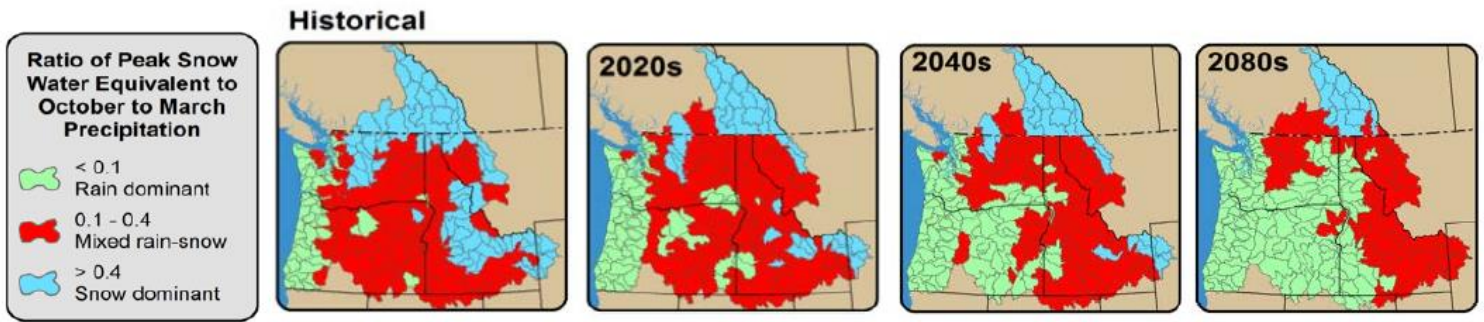 Ratio of Peak Snow
Water Equivalent to
October to March
Precipitation
< 0.1
Rain dominant
0.1 - 0.4
Mixed rain-snow
> 0.4
Snow dominant
Historical
2020s
2040s
2080s